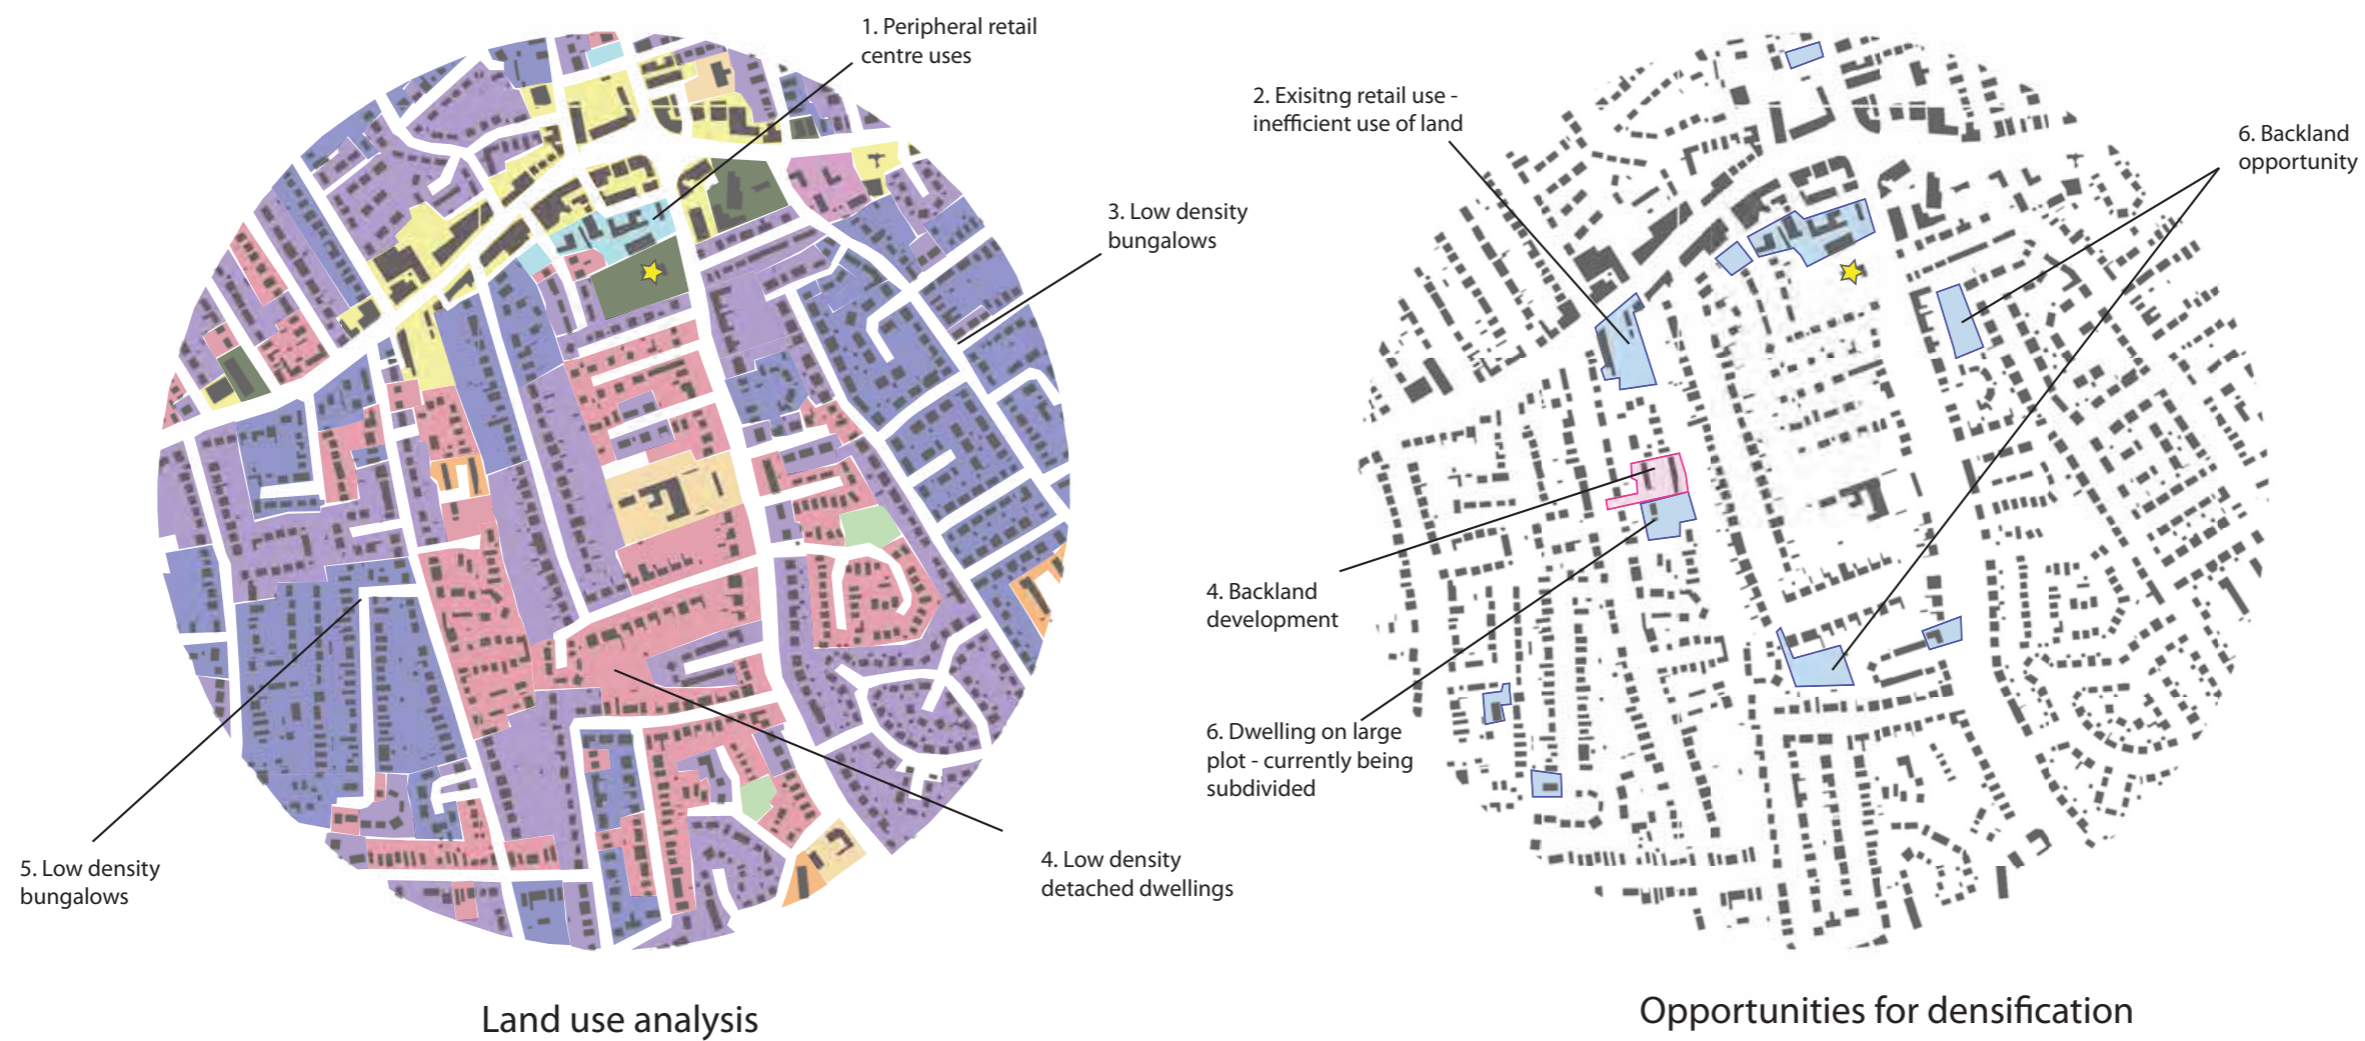 1. Peripheral retail
centre uses
3. Low density
bungalows
5. Low density
bungalows
4. Low density
detached dwellings
Land use analysis
2. Exisitng retail use -
inefficient use of land
6. Backland
opportunity
4. Backland
development
6. Dwelling on large
plot - currently being
subdivided
Opportunities for densification